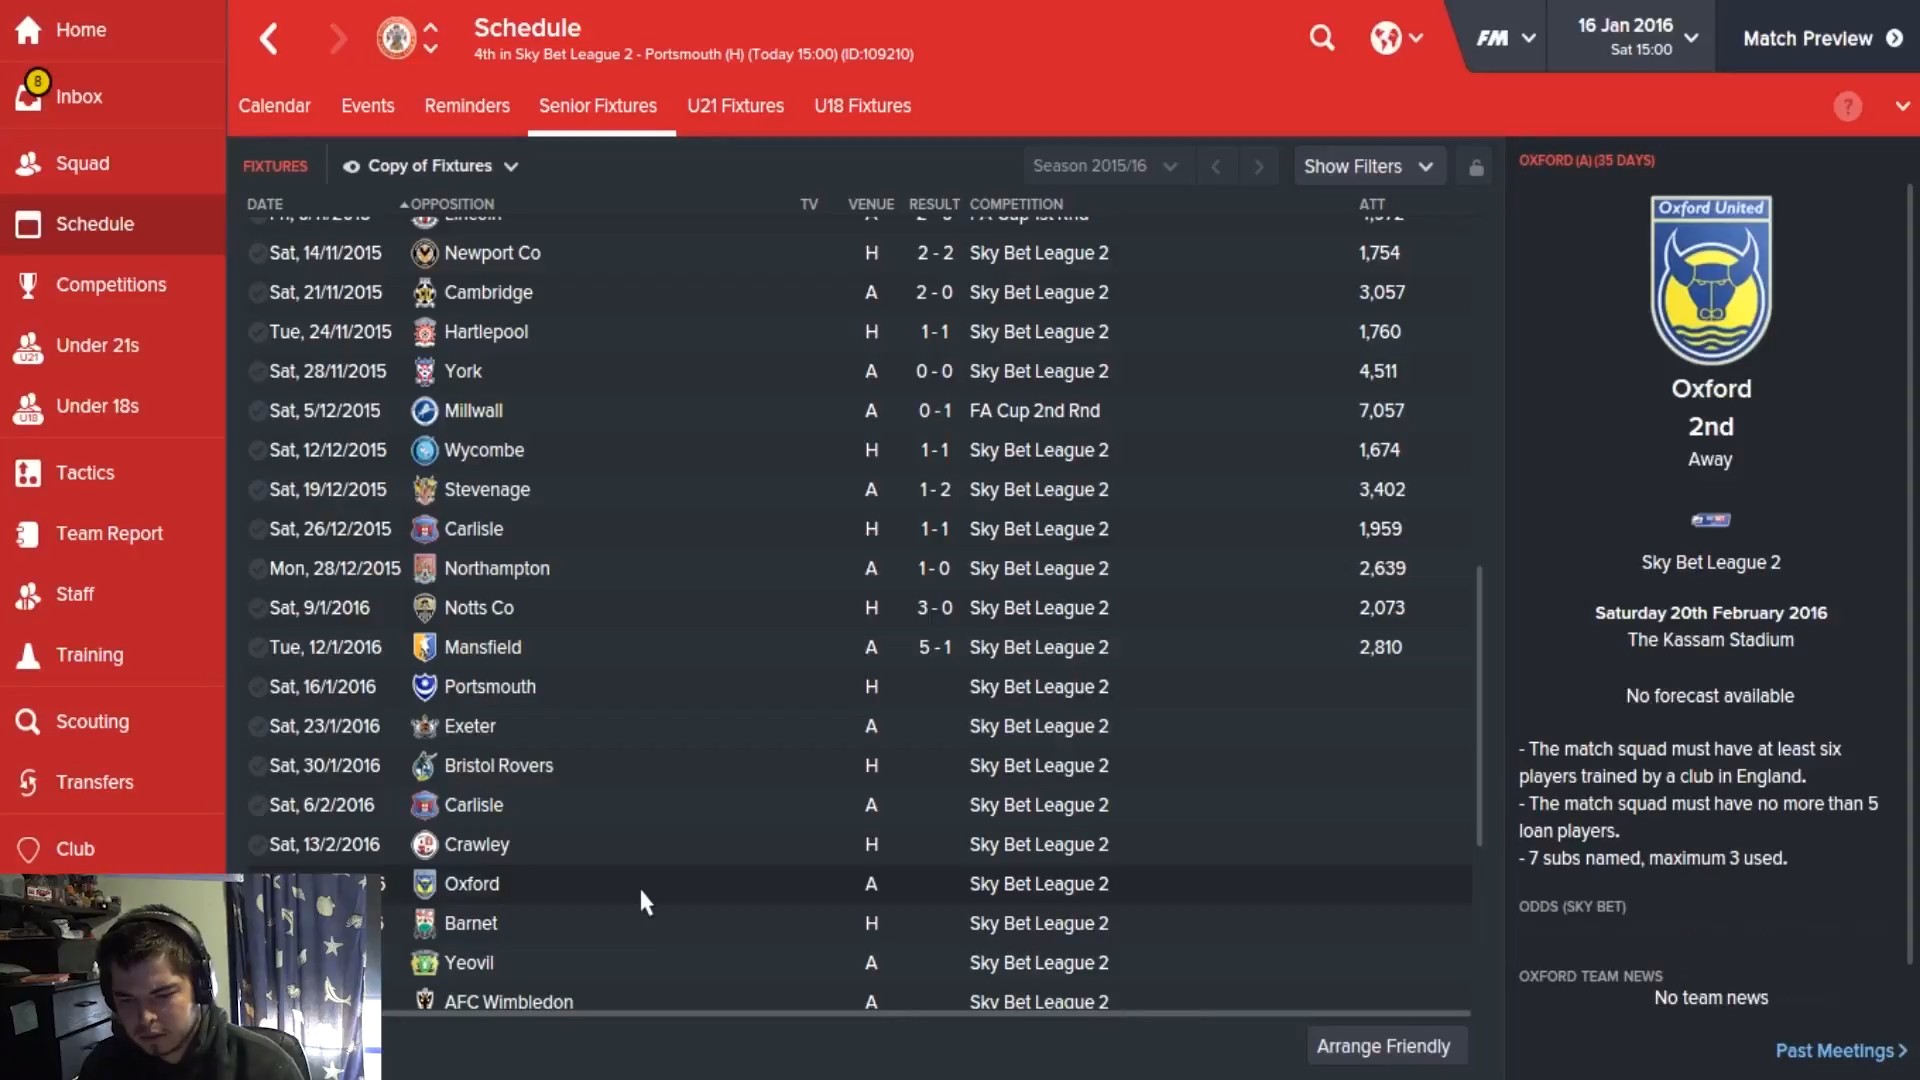 Home
8
Inbox
Squad
Schedule
Competitions
U21
Under 21s
U18
Under 18s
Tactics
Team Report
Staff
Training
Scouting
Transfers
Club
Schedule
4th in Sky Bet League 2 - Portsmouth (H) (Today 15:00) (ID:109210)
FM
16 Jan 2016
Sat 15:00
Match Preview
Calendar Events Reminders Senior Fixtures U21 Fixtures U18 Fixtures
?
FIXTURES Copy of Fixtures Season 2015/16 Show Filters
DATE OPPOSITION TV VENUE RESULT COMPETITION ATT
Sat, 14/11/2015 Newport Co H 2 - 2 Sky Bet League 2 1,754
Sat, 21/11/2015 Cambridge A 2 - 0 Sky Bet League 2 3,057
Tue, 24/11/2015 Hartlepool H 1 - 1 Sky Bet League 2 1,760
Sat, 28/11/2015 York A 0 - 0 Sky Bet League 2 4,511
Sat, 5/12/2015 Millwall A 0 - 1 FA Cup 2nd Rnd 7,057
Sat, 12/12/2015 Wycombe H 1 - 1 Sky Bet League 2 1,674
Sat, 19/12/2015 Stevenage A 1 - 2 Sky Bet League 2 3,402
Sat, 26/12/2015 Carlisle H 1 - 1 Sky Bet League 2 1,959
Mon, 28/12/2015 Northampton A 1 - 0 Sky Bet League 2 2,639
Sat, 9/1/2016 Notts Co H 3 - 0 Sky Bet League 2 2,073
Tue, 12/1/2016 Mansfield A 5 - 1 Sky Bet League 2 2,810
Sat, 16/1/2016 Portsmouth H Sky Bet League 2
Sat, 23/1/2016 Exeter A Sky Bet League 2
Sat, 30/1/2016 Bristol Rovers H Sky Bet League 2
Sat, 6/2/2016 Carlisle A Sky Bet League 2
Sat, 13/2/2016 Crawley H Sky Bet League 2
Oxford A Sky Bet League 2
Barnet H Sky Bet League 2
Yeovil A Sky Bet League 2
AFC Wimbledon A Sky Bet League 2
Arrange Friendly
OXFORD (A) (35 DAYS)
Oxford United
Oxford
2nd
Away
Sky Bet League 2
Saturday 20th February 2016
The Kassam Stadium
No forecast available
- The match squad must have at least six
players trained by a club in England.
- The match squad must have no more than 5
loan players.
- 7 subs named, maximum 3 used.
ODDS (SKY BET)
OXFORD TEAM NEWS
No team news
Past Meetings